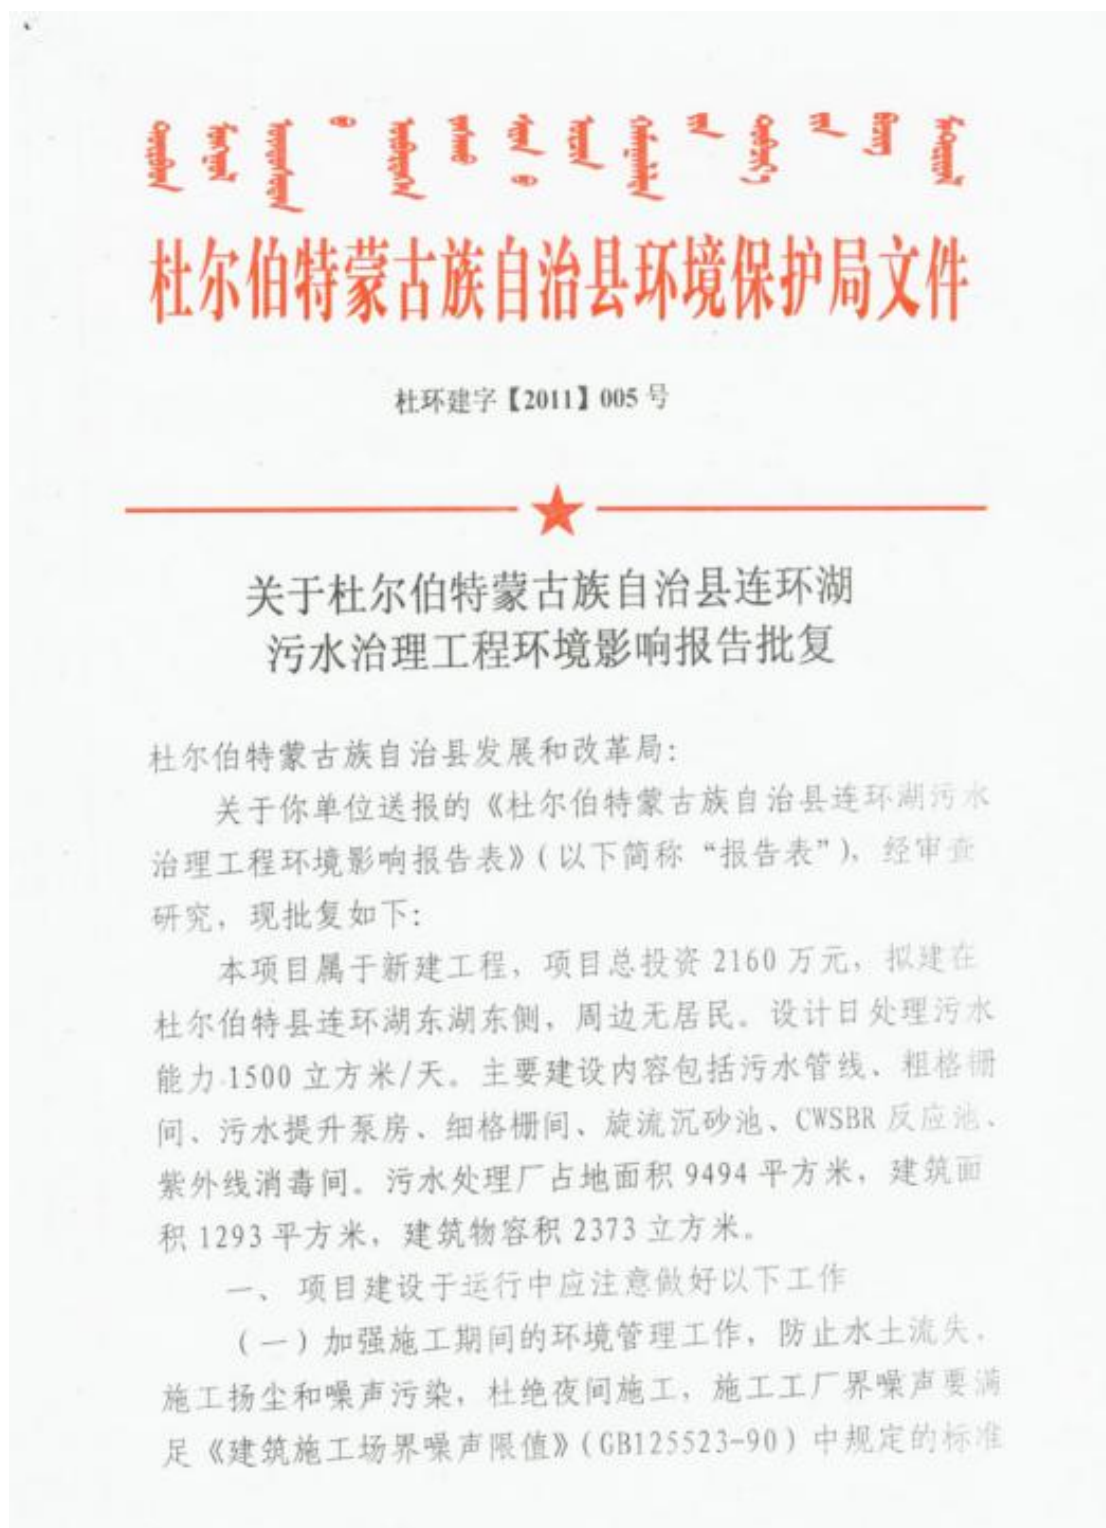 杜尔伯特蒙古族自治县环境保护局文件
杜环建字【2011】005号
关于杜尔伯特蒙古族自治县连环湖
污水治理工程环境影响报告批复
杜尔伯特蒙古族自治县发展和改革局：
关于你单位送报的《杜尔伯特蒙古族自治县连环湖污水
治理工程环境影响报告表》（以下简称“报告表”），经审查
研究，现批复如下：
本项目属于新建工程，项目总投资2160万元，拟建在
杜尔伯特县连环湖东湖东侧，周边无居民。设计日处理污水
能力1500立方米/天。主要建设内容包括污水管线、粗格栅
间、污水提升泵房、细格栅间、旋流沉砂池、CWSBR反应池、
紫外线消毒间。污水处理厂占地面积9494平方米，建筑面
积1293平方米，建筑物容积2373立方米。
一、项目建设于运行中应注意做好以下工作
（一）加强施工期间的环境管理工作，防止水土流失、
施工扬尘和噪声污染，杜绝夜间施工，施工工厂界噪声要满
足《建筑施工场界噪声限值》（GB125523-90）中规定的标准